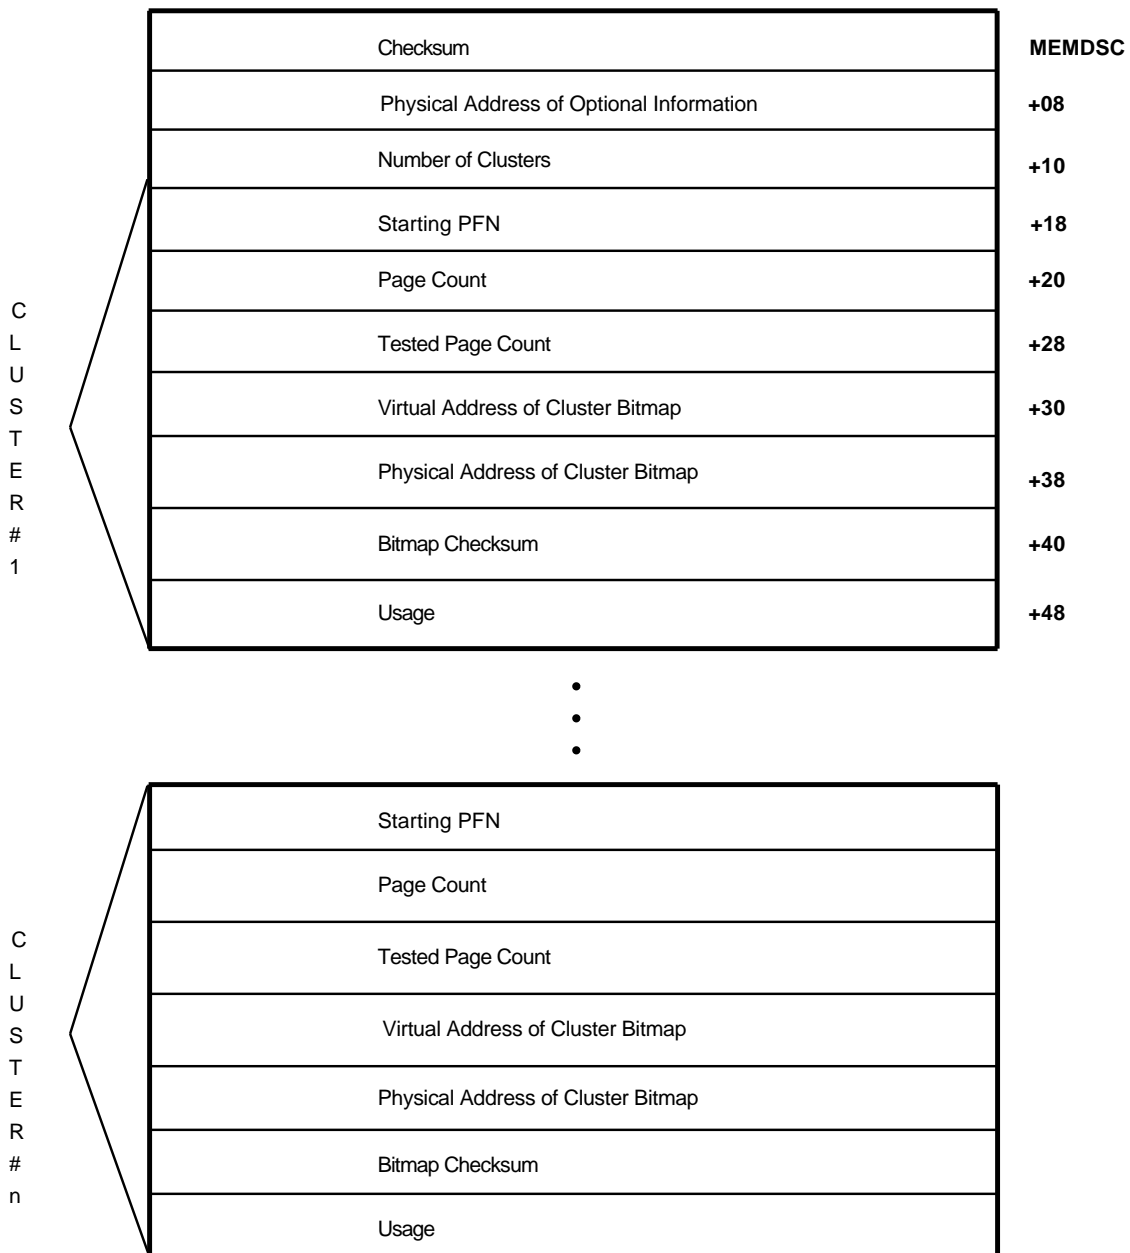 Checksum MEMDSC
Physical Address of Optional Information +08
Number of Clusters +10
Starting PFN +18
Page Count +20
Tested Page Count +28
Virtual Address of Cluster Bitmap +30
Physical Address of Cluster Bitmap +38
Bitmap Checksum +40
Usage +48
C
L
U
S
T
E
R
#
1
Starting PFN
Page Count
Tested Page Count
Virtual Address of Cluster Bitmap
Physical Address of Cluster Bitmap
Bitmap Checksum
Usage
C
L
U
S
T
E
R
#
n